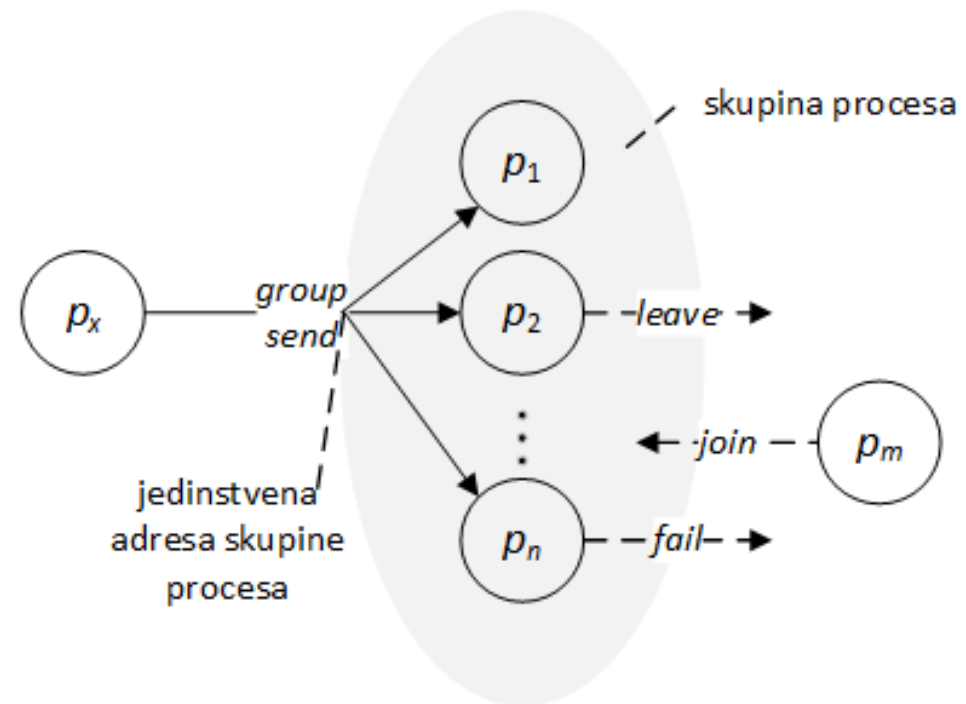 skupina procesa
p1
px
group
send
p2
leave
join
pm
jedinstvena
adresa skupine
procesa
pn
fail